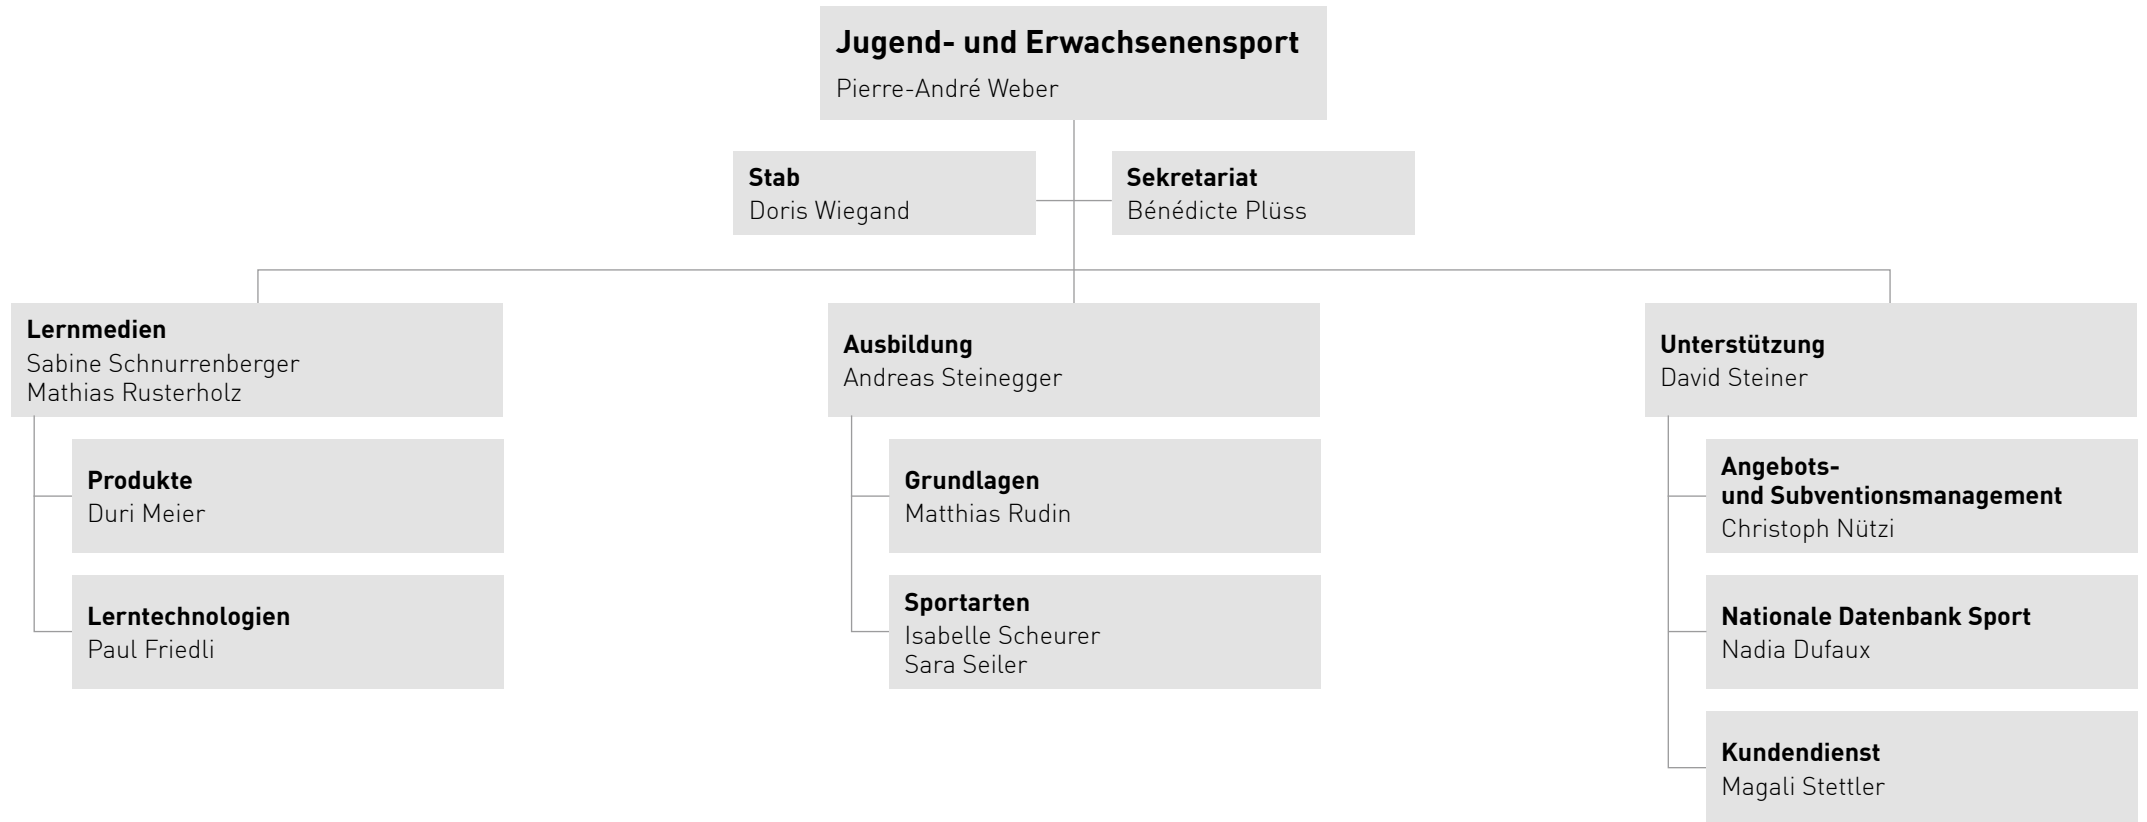 Jugend- und Erwachsenensport
Pierre-André Weber
Stab
Doris Wiegand
Sekretariat
Bénédicte Plüss
Lernmedien
Sabine Schnurrenberger
Mathias Rusterholz
Produkte
Duri Meier
Lerntechnologien
Paul Friedli
Ausbildung
Andreas Steinegger
Grundlagen
Matthias Rudin
Sportarten
Isabelle Scheurer
Sara Seiler
Unterstützung
David Steiner
Angebots-
und Subventionsmanagement
Christoph Nützi
Nationale Datenbank Sport
Nadia Dufaux
Kundendienst
Magali Stettler